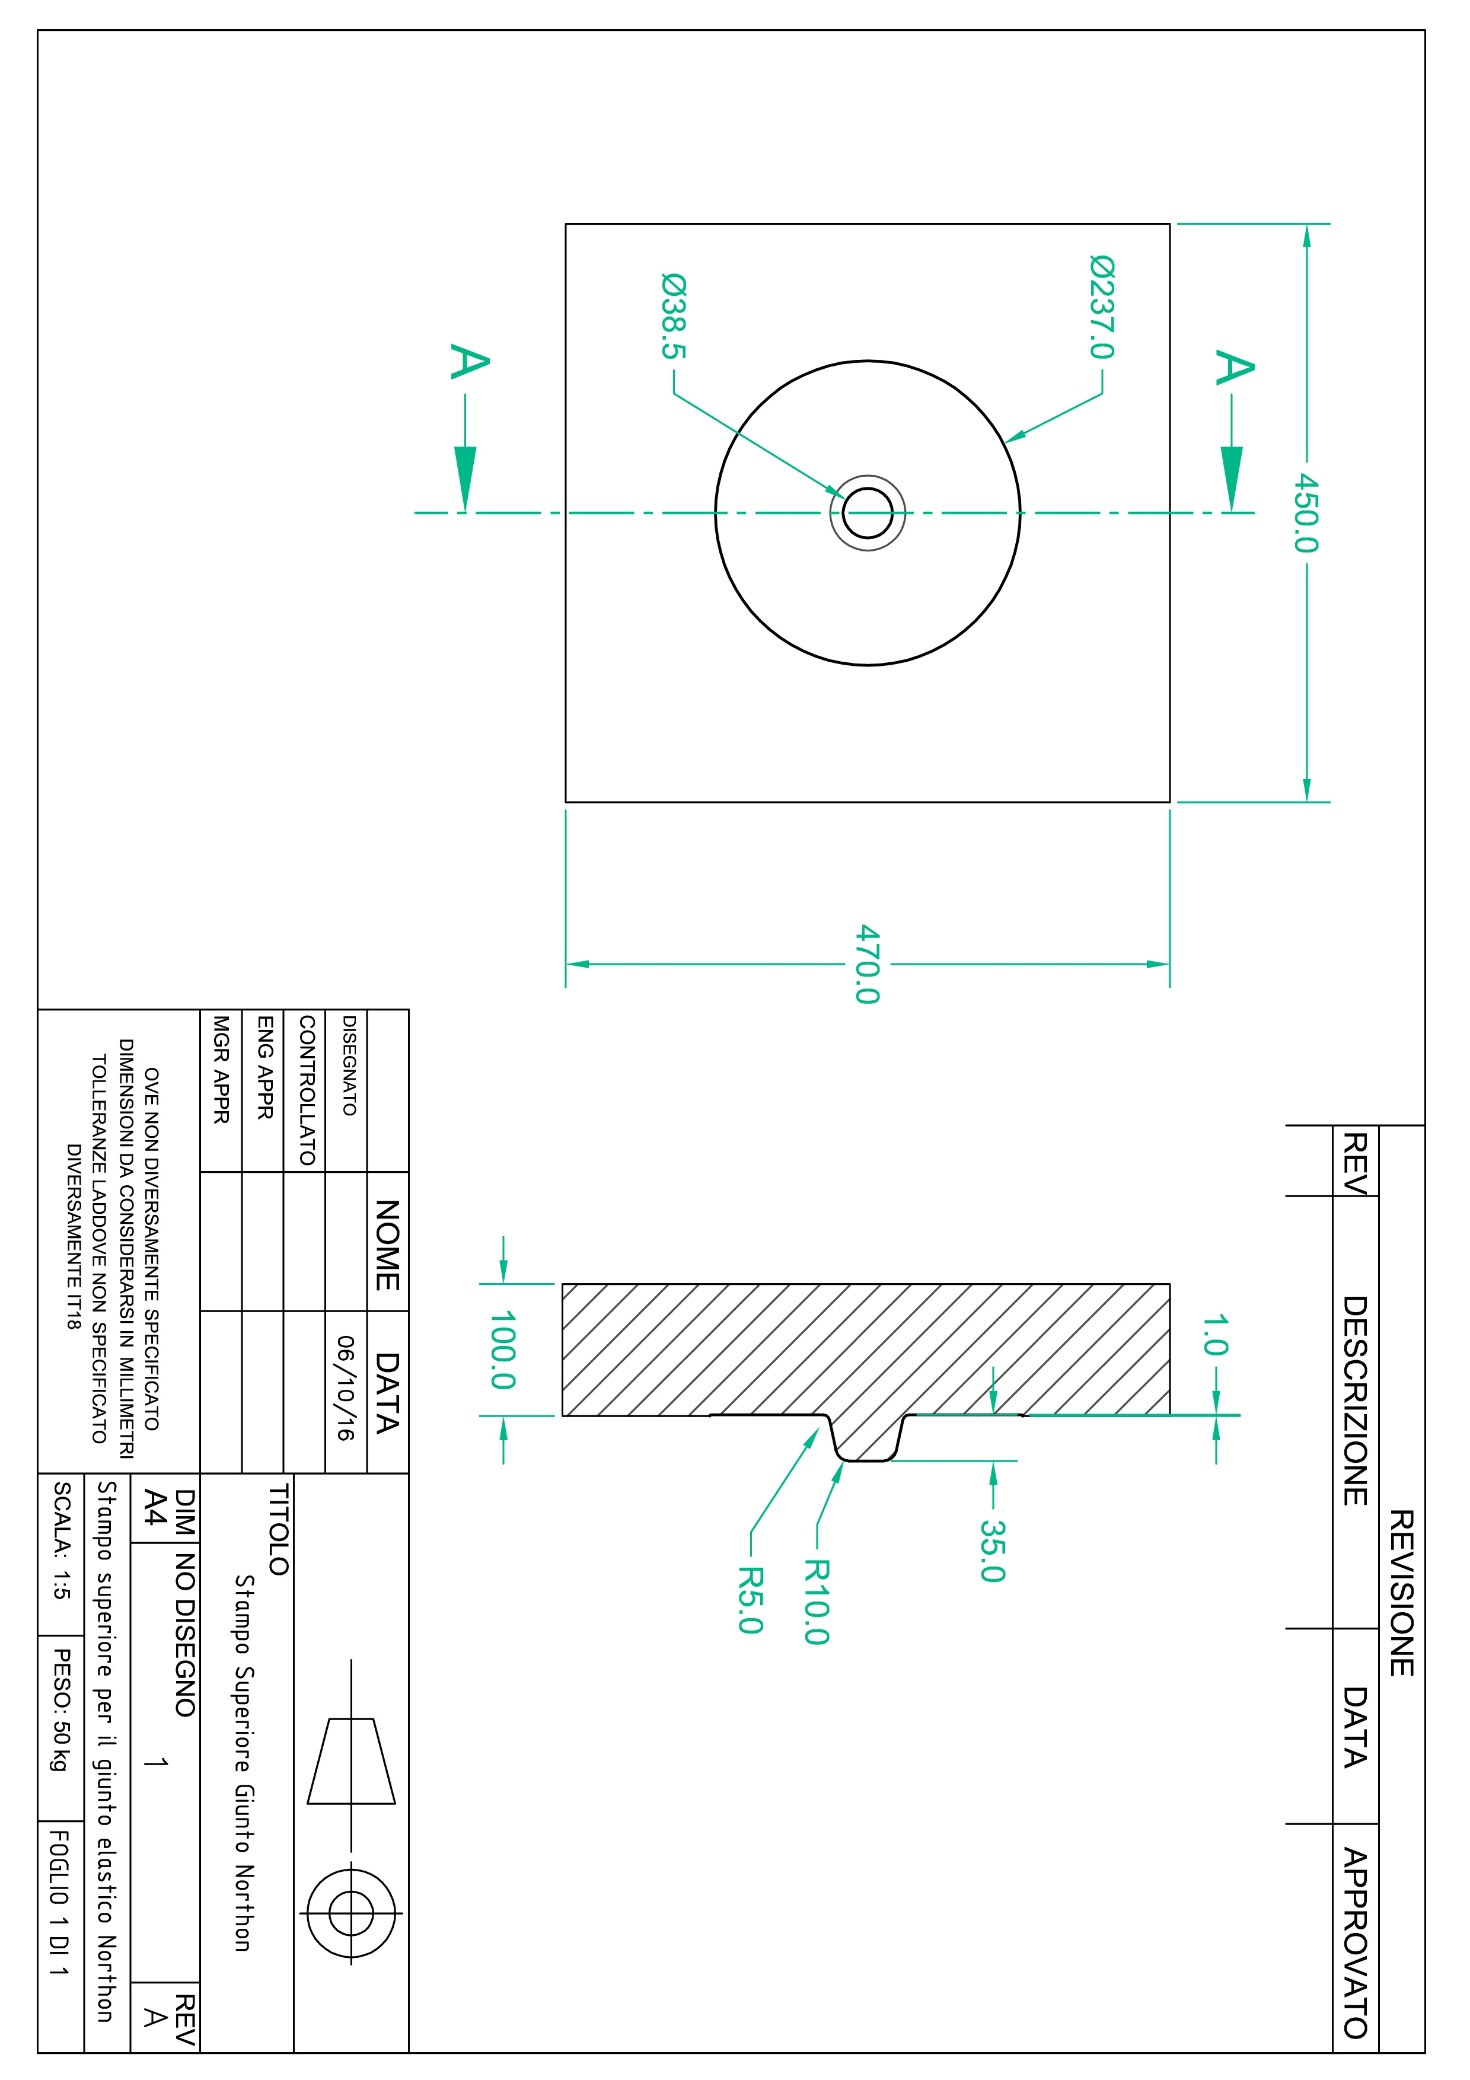 REVISIONE
REV DESCRIZIONE DATA APPROVATO
450.0
A
A
Ø237.0
Ø38.5
470.0
1.0
35.0
R10.0
R5.0
100.0
NOME DATA
DISEGNATO 06/10/16
CONTROLLATO
ENG APPR
MGR APPR
OVE NON DIVERSAMENTE SPECIFICATO
DIMENSIONI DA CONSIDERARSI IN MILLIMETRI
TOLLERANZE LADDOVE NON SPECIFICATO
DIVERSAMENTE IT18
TITOLO
Stampo Superiore Giunto Northon
DIM NO DISEGNO REV
A4 1 A
Stampo superiore per il giunto elastico Northon
SCALA: 1:5 PESO: 50 kg FOGLIO 1 DI 1